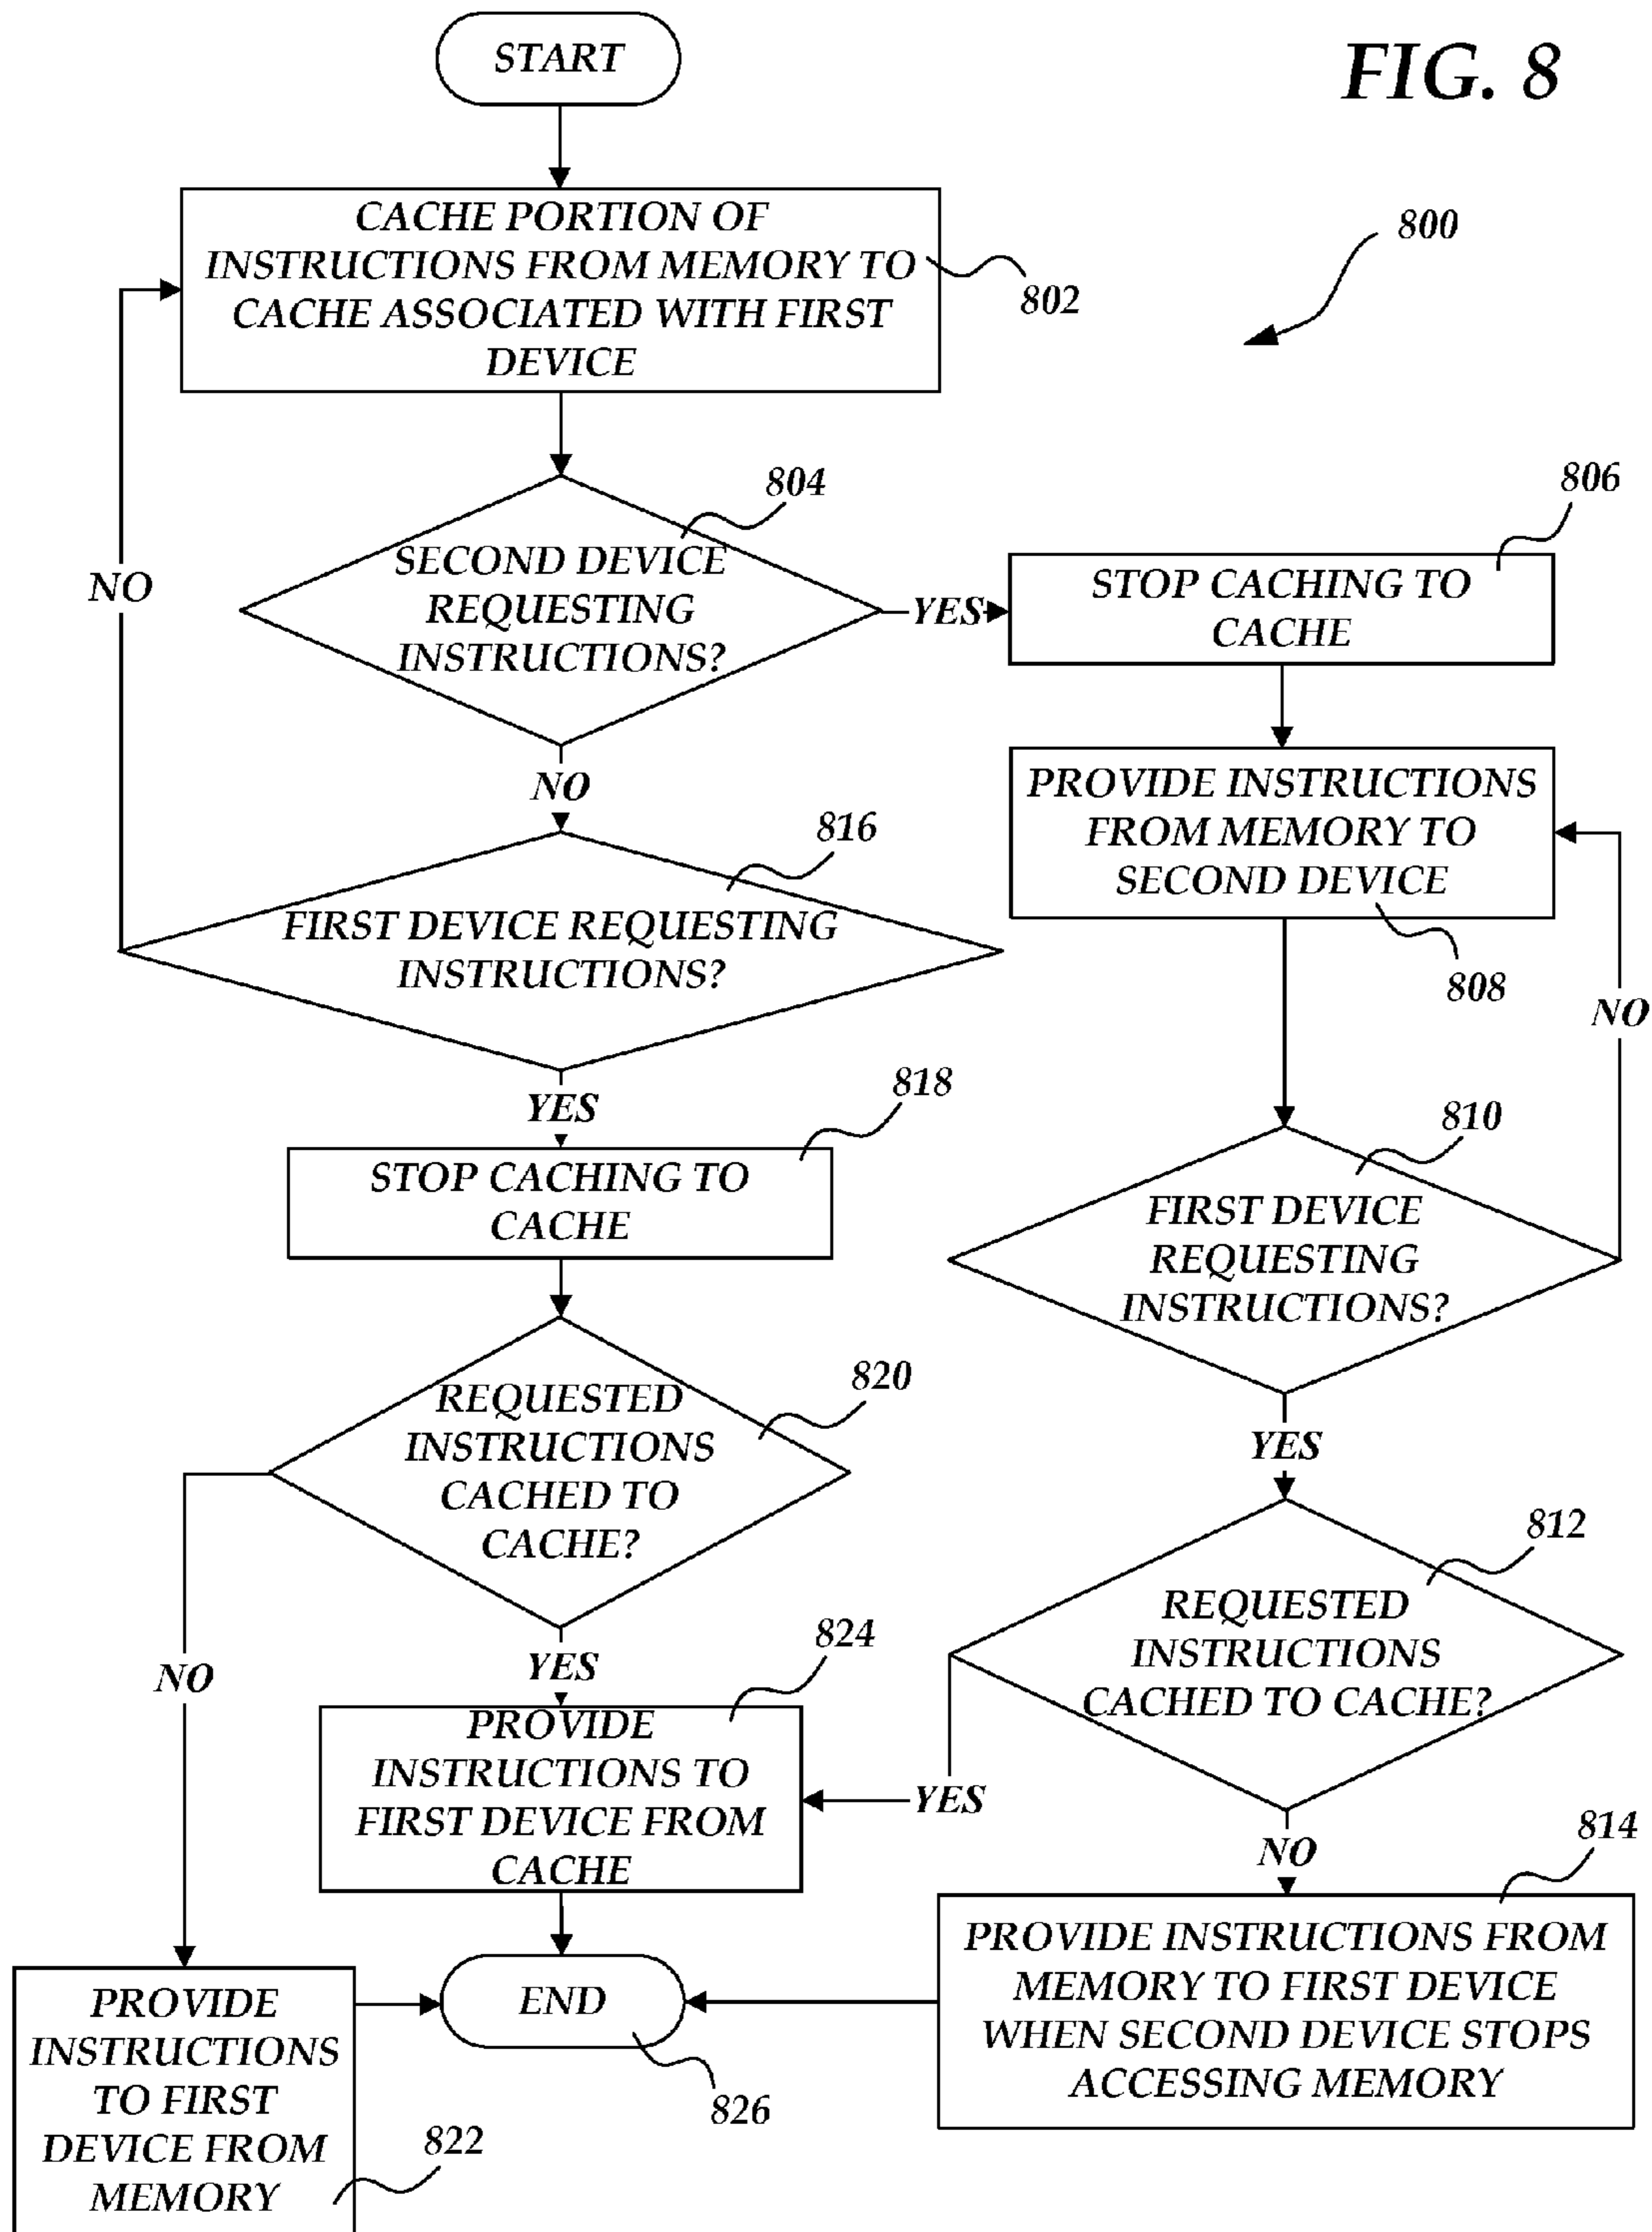 START
FIG. 8
CACHE PORTION OF
INSTRUCTIONS FROM MEMORY TO
CACHE ASSOCIATED WITH FIRST
DEVICE
800
802
804
SECOND DEVICE
REQUESTING
INSTRUCTIONS?
YES
806
STOP CACHING TO
CACHE
NO
NO
PROVIDE INSTRUCTIONS
FROM MEMORY TO
SECOND DEVICE
808
816
FIRST DEVICE REQUESTING
INSTRUCTIONS?
NO
YES
818
STOP CACHING TO
CACHE
810
FIRST DEVICE
REQUESTING
INSTRUCTIONS?
YES
820
REQUESTED
INSTRUCTIONS
CACHED TO
CACHE?
812
REQUESTED
INSTRUCTIONS
CACHED TO CACHE?
NO
YES
824
PROVIDE
INSTRUCTIONS TO
FIRST DEVICE FROM
CACHE
YES
NO
814
PROVIDE INSTRUCTIONS FROM
MEMORY TO FIRST DEVICE
WHEN SECOND DEVICE STOPS
ACCESSING MEMORY
END
826
PROVIDE
INSTRUCTIONS
TO FIRST
DEVICE FROM
MEMORY
822